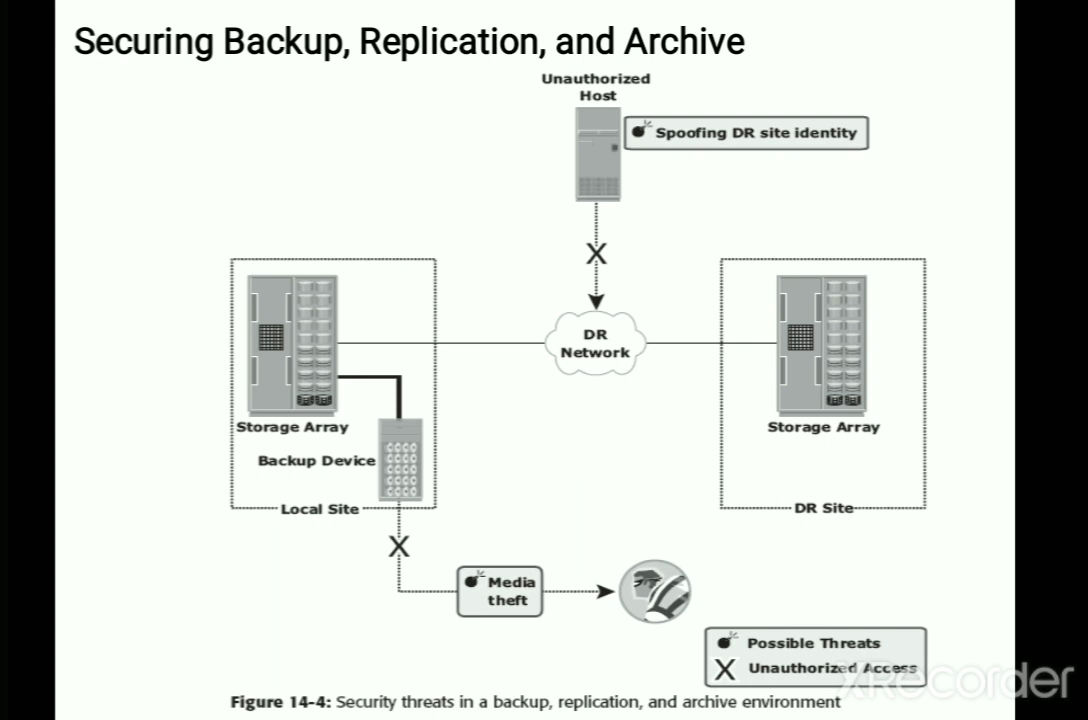 Securing Backup, Replication, and Archive
Unauthorized
Host
Spoofing DR site identity
X
DR
Network
Storage Array
Backup Device
Local Site
Storage Array
DR Site
X
Media
theft
Possible Threats
X Unauthorized Access
XRecorder
Figure 14-4: Security threats in a backup, replication, and archive environment